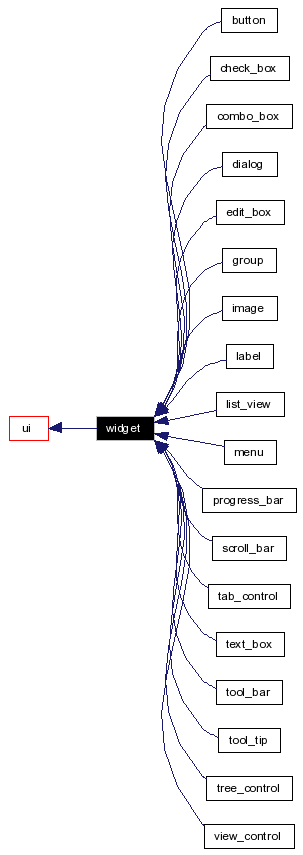 button
check_box
combo_box
dialog
edit_box
group
image
label
list_view
ui
widget
menu
progress_bar
scroll_bar
tab_control
text_box
tool_bar
tool_tip
tree_control
view_control